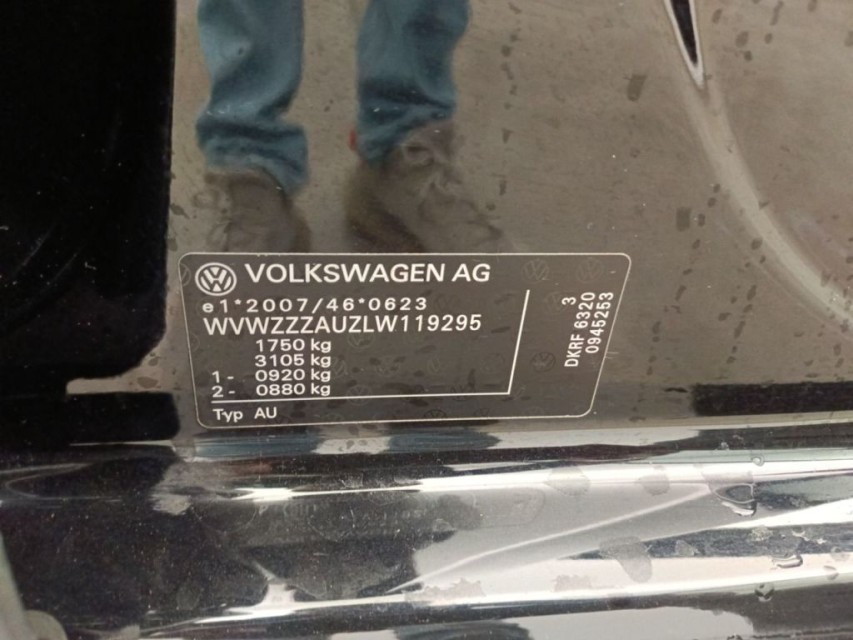 VOLKSWAGEN AG
e1*2007/46*0623
WVWZZZAUZLW119295
1750 kg
3105 kg
1 - 0920 kg
2 - 0880 kg
Typ AU
3
DKRF 6320
0945253